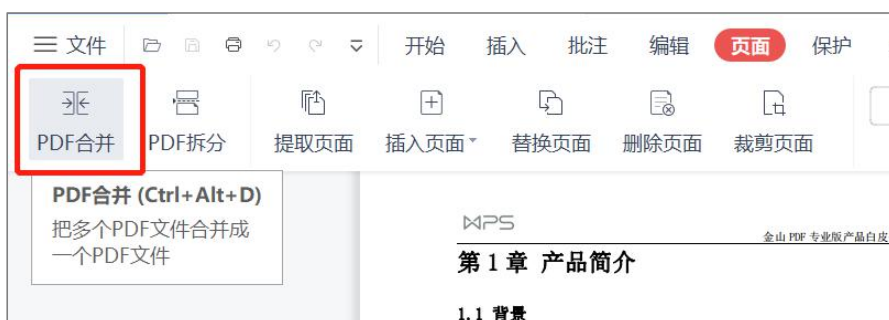 文件 开始 插入 批注 编辑 页面 保护
PDF合并 PDF拆分 提取页面 插入页面 替换页面 删除页面 裁剪页面
PDF合并 (Ctrl+Alt+D)
把多个PDF文件合并成
一个PDF文件
WPS
金山 PDF 专业版产品白皮
第 1 章 产品简介
1.1 背景